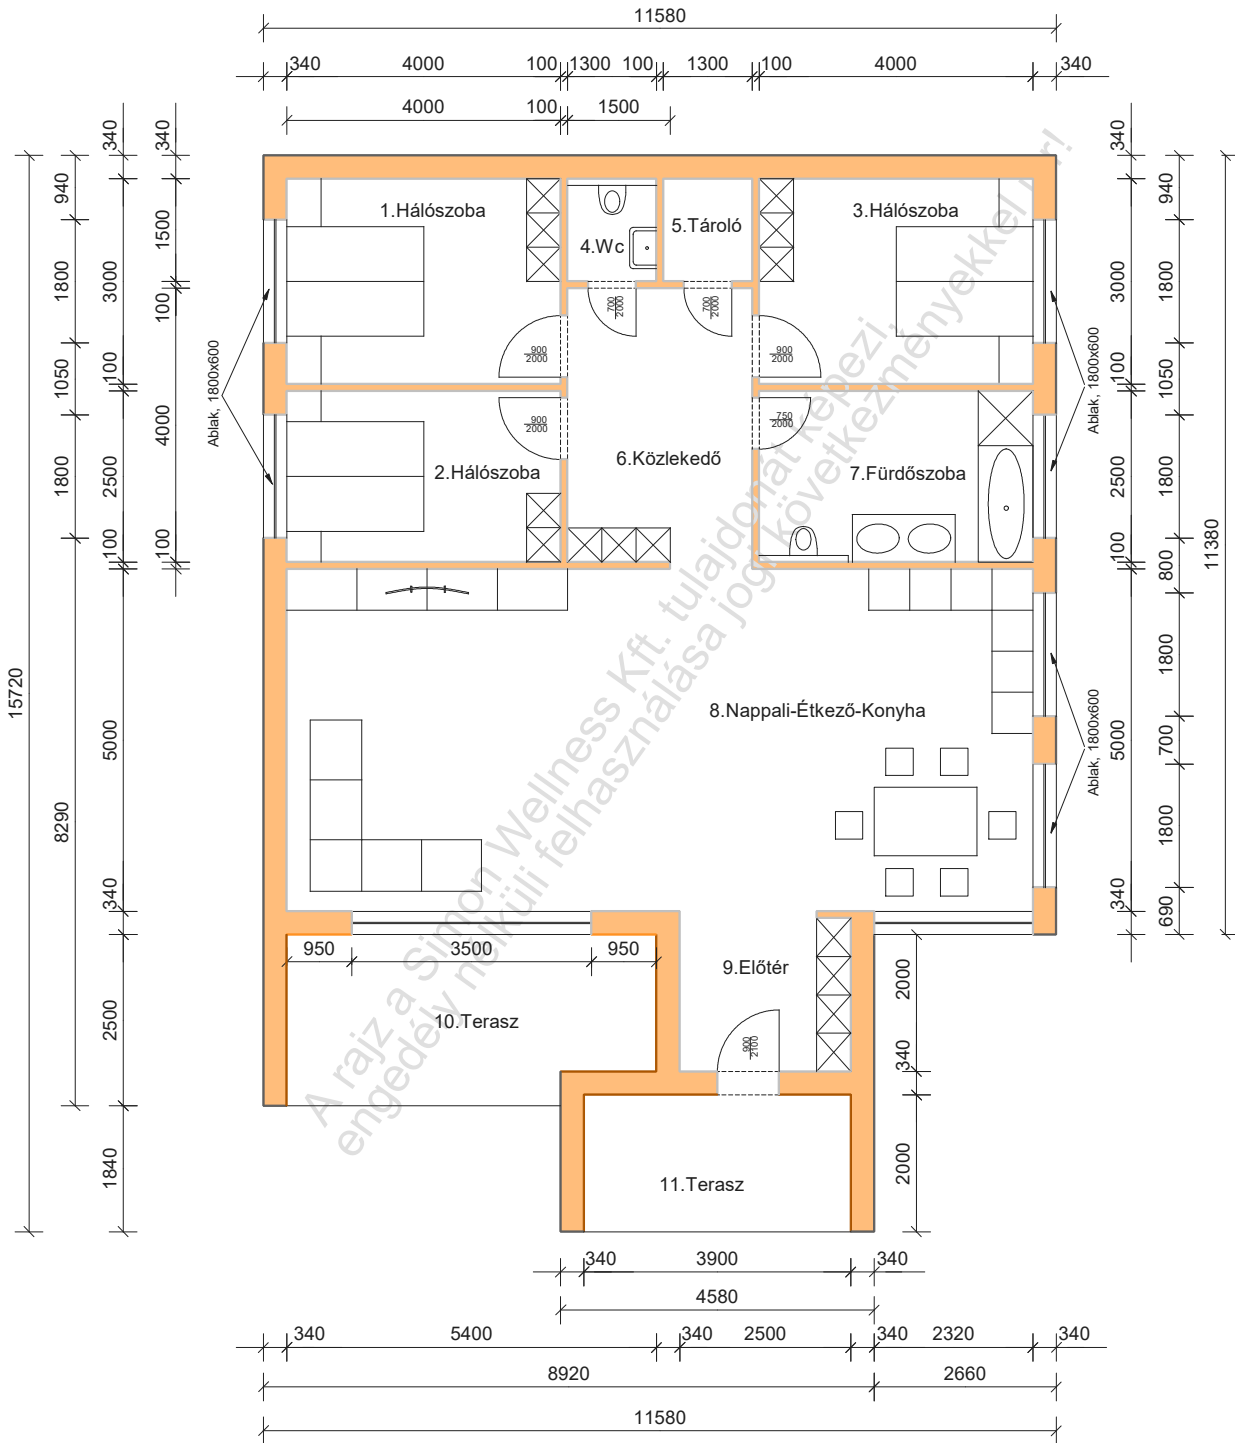 11580
340 4000 100 1300 100 1300 100 4000 340
4000 100 1500
340 340 340
940 1500 3000 1800 100 1050 100 4000 1800 2500 100 100
15720
8290
5000
340
2500
1840
940
3000
1800
100
1050
2500
1800
100
800
1800
5000
700
1800
340
690
11380
1.Hálószoba
4.Wc
5.Tároló
3.Hálószoba
700
2000
700
2000
900
2000
900
2000
900
2000
750
2000
Ablak, 1800x600
Ablak, 1800x600
2.Hálószoba
6.Közlekedő
7.Fürdőszoba
8.Nappali-Étkező-Konyha
Ablak, 1800x600
950 3500 950
9.Előtér
10.Terasz
900
2100
2000
340
2000
11.Terasz
340 3900 340
4580
340 5400 340 2500 340 2320 340
8920 2660
11580
A rajz a Simon Wellness Kft. tulajdonát képezi,
engedély nélküli felhasználása jogi következményekkel jár!